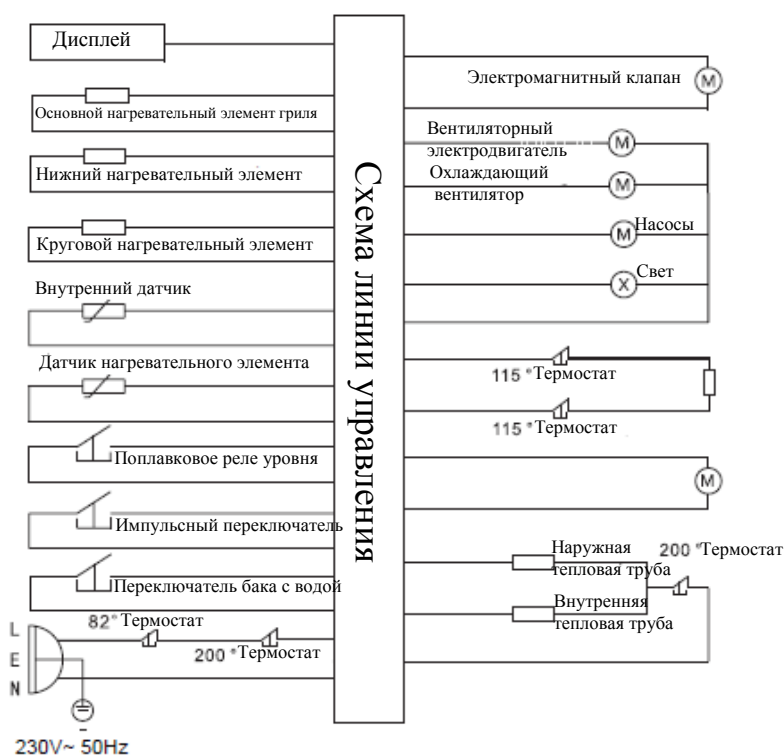 Дисплей
Основной нагревательный элемент гриля
Нижний нагревательный элемент
Круговой нагревательный элемент
Внутренний датчик
Датчик нагревательного элемента
Поплавковое реле уровня
Импульсный переключатель
Переключатель бака с водой
82° Термостат
200 °Термостат
L
E
N
230V~ 50Hz
Схема линии управления
Электромагнитный клапан
M
Вентиляторный
электродвигатель
M
Охлаждающий
вентилятор
M
Насосы
M
Свет
X
115 °Термостат
115 °Термостат
M
Наружная
тепловая труба
200 °Термостат
Внутренняя
тепловая труба